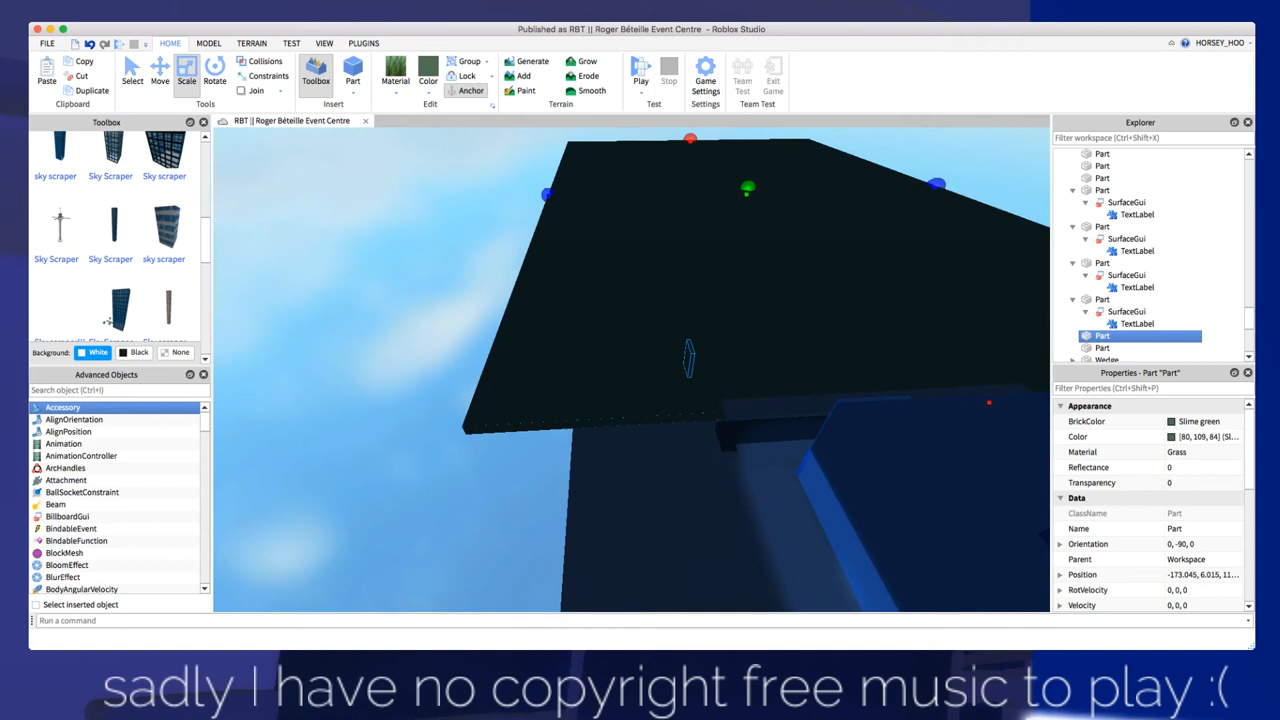 Published as RBT || Roger Béteille Event Centre - Roblox Studio
FILE HOME MODEL TERRAIN TEST VIEW PLUGINS HORSEY_HOO
Paste Copy Cut Duplicate Clipboard
Select Move Scale Rotate Collisions Constraints Join Tools
Toolbox Part Insert
Material Color Group Lock Anchor Edit
Generate Add Paint Grow Erode Smooth Terrain
Play Stop Test
Game Settings Settings
Team Test Exit Game Team Test
Toolbox
sky scraper Sky Scraper sky scraper
Sky Scraper Sky Scraper sky scraper
Background: White Black None
Advanced Objects
Search object (Ctrl+I)
Accessory
AlignOrientation
AlignPosition
Animation
AnimationController
ArcHandles
Attachment
BallSocketConstraint
Beam
BillboardGui
BindableEvent
BindableFunction
BlockMesh
BloomEffect
BlurEffect
BodyAngularVelocity
Select inserted object
RBT || Roger Béteille Event Centre
Explorer
Filter workspace (Ctrl+Shift+X)
Part
Part
Part
Part
SurfaceGui
TextLabel
Part
SurfaceGui
TextLabel
Part
SurfaceGui
TextLabel
Part
SurfaceGui
TextLabel
Part
Part
Wedge
Properties - Part "Part"
Filter Properties (Ctrl+Shift+P)
Appearance
BrickColor Slime green
Color [80, 109, 84] (Sl...
Material Grass
Reflectance 0
Transparency 0
Data
ClassName Part
Name Part
Orientation 0, -90, 0
Parent Workspace
Position -173.045, 6.015, 11...
RotVelocity 0, 0, 0
Velocity 0, 0, 0
Run a command
sadly I have no copyright free music to play :(